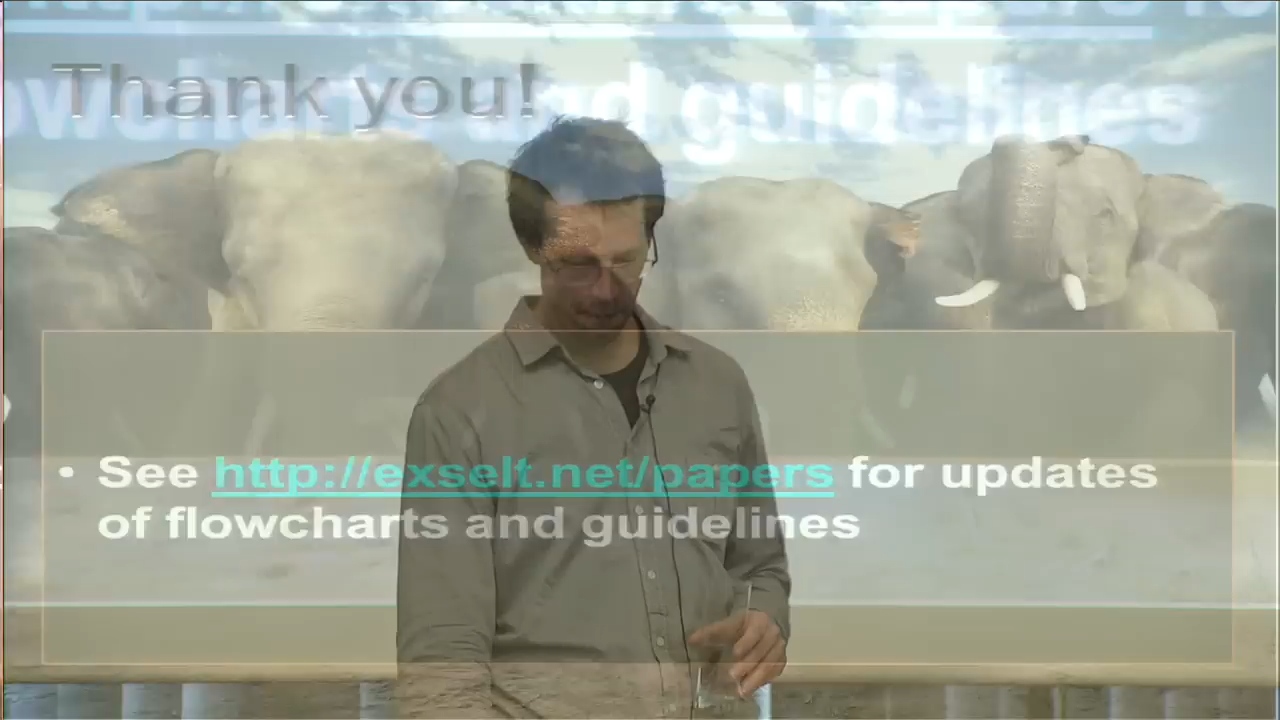 Thank you!
• See http://exselt.net/papers for updates
of flowcharts and guidelines